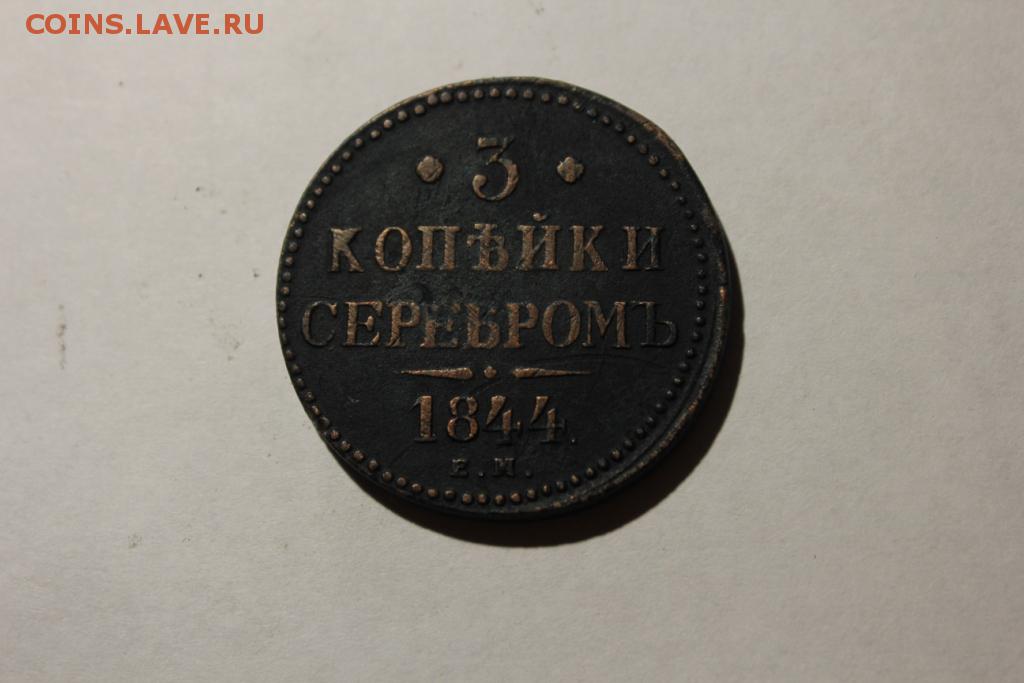 COINS.LAVE.RU
3
КОПѢЙКИ
СЕРЕБРОМЪ
1844.
Е.М.